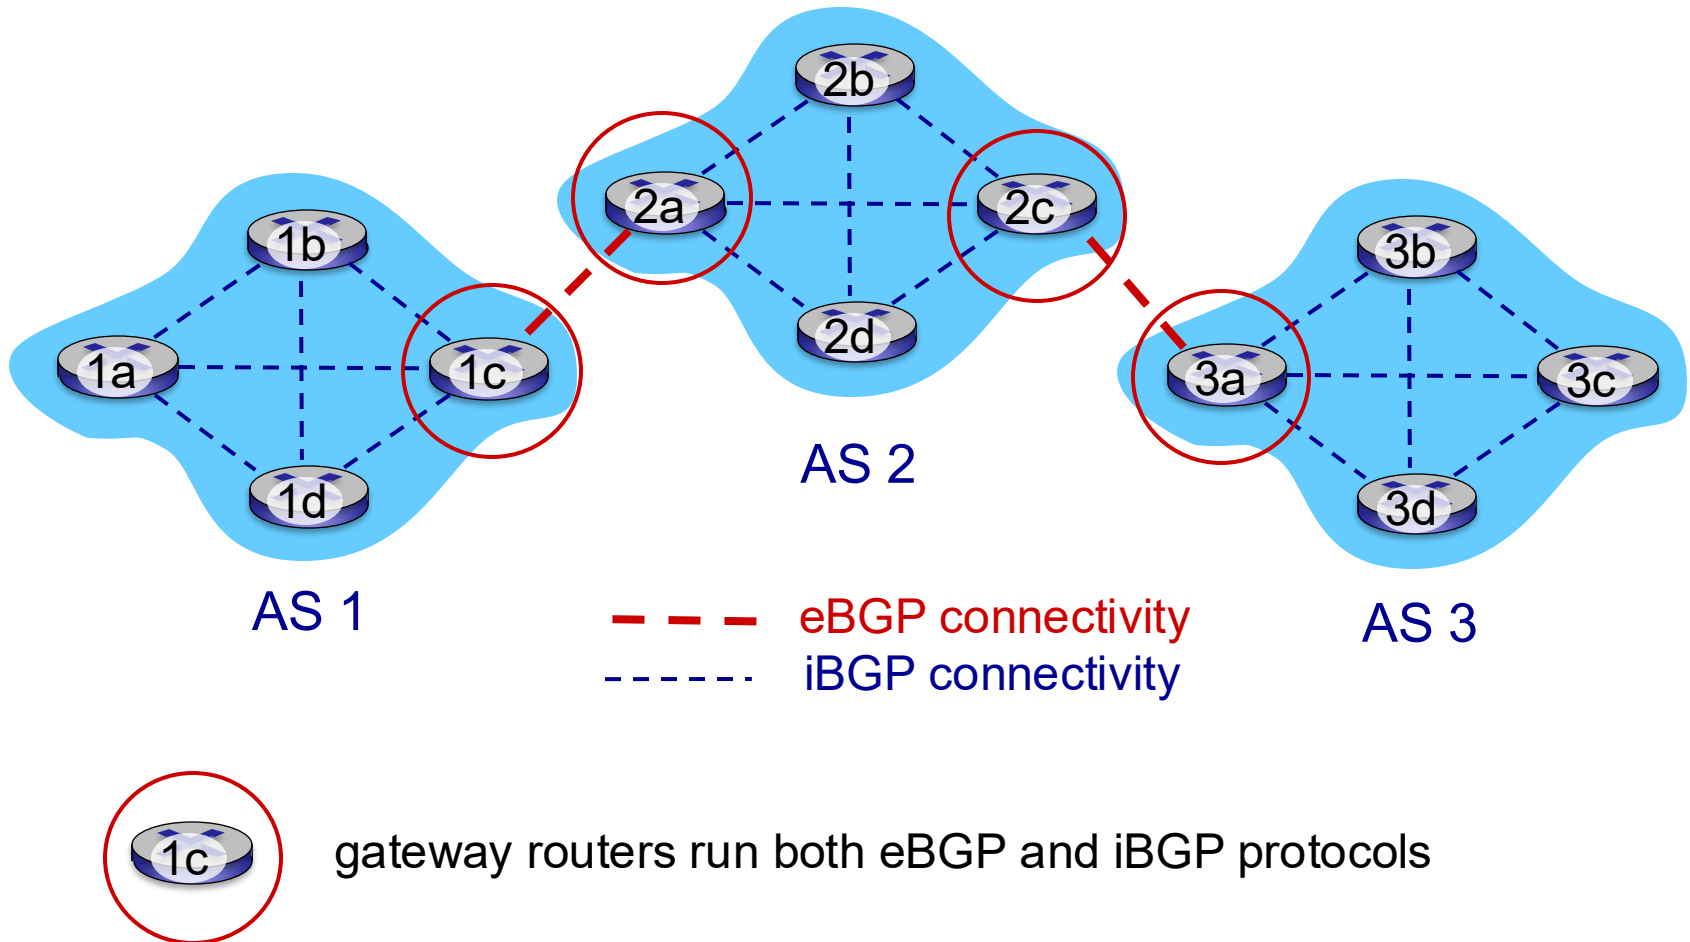 2b
2a
2c
1b
3b
2d
1a
1c
3a
3c
AS 2
1d
3d
AS 1
eBGP connectivity
AS 3
iBGP connectivity
1c
gateway routers run both eBGP and iBGP protocols